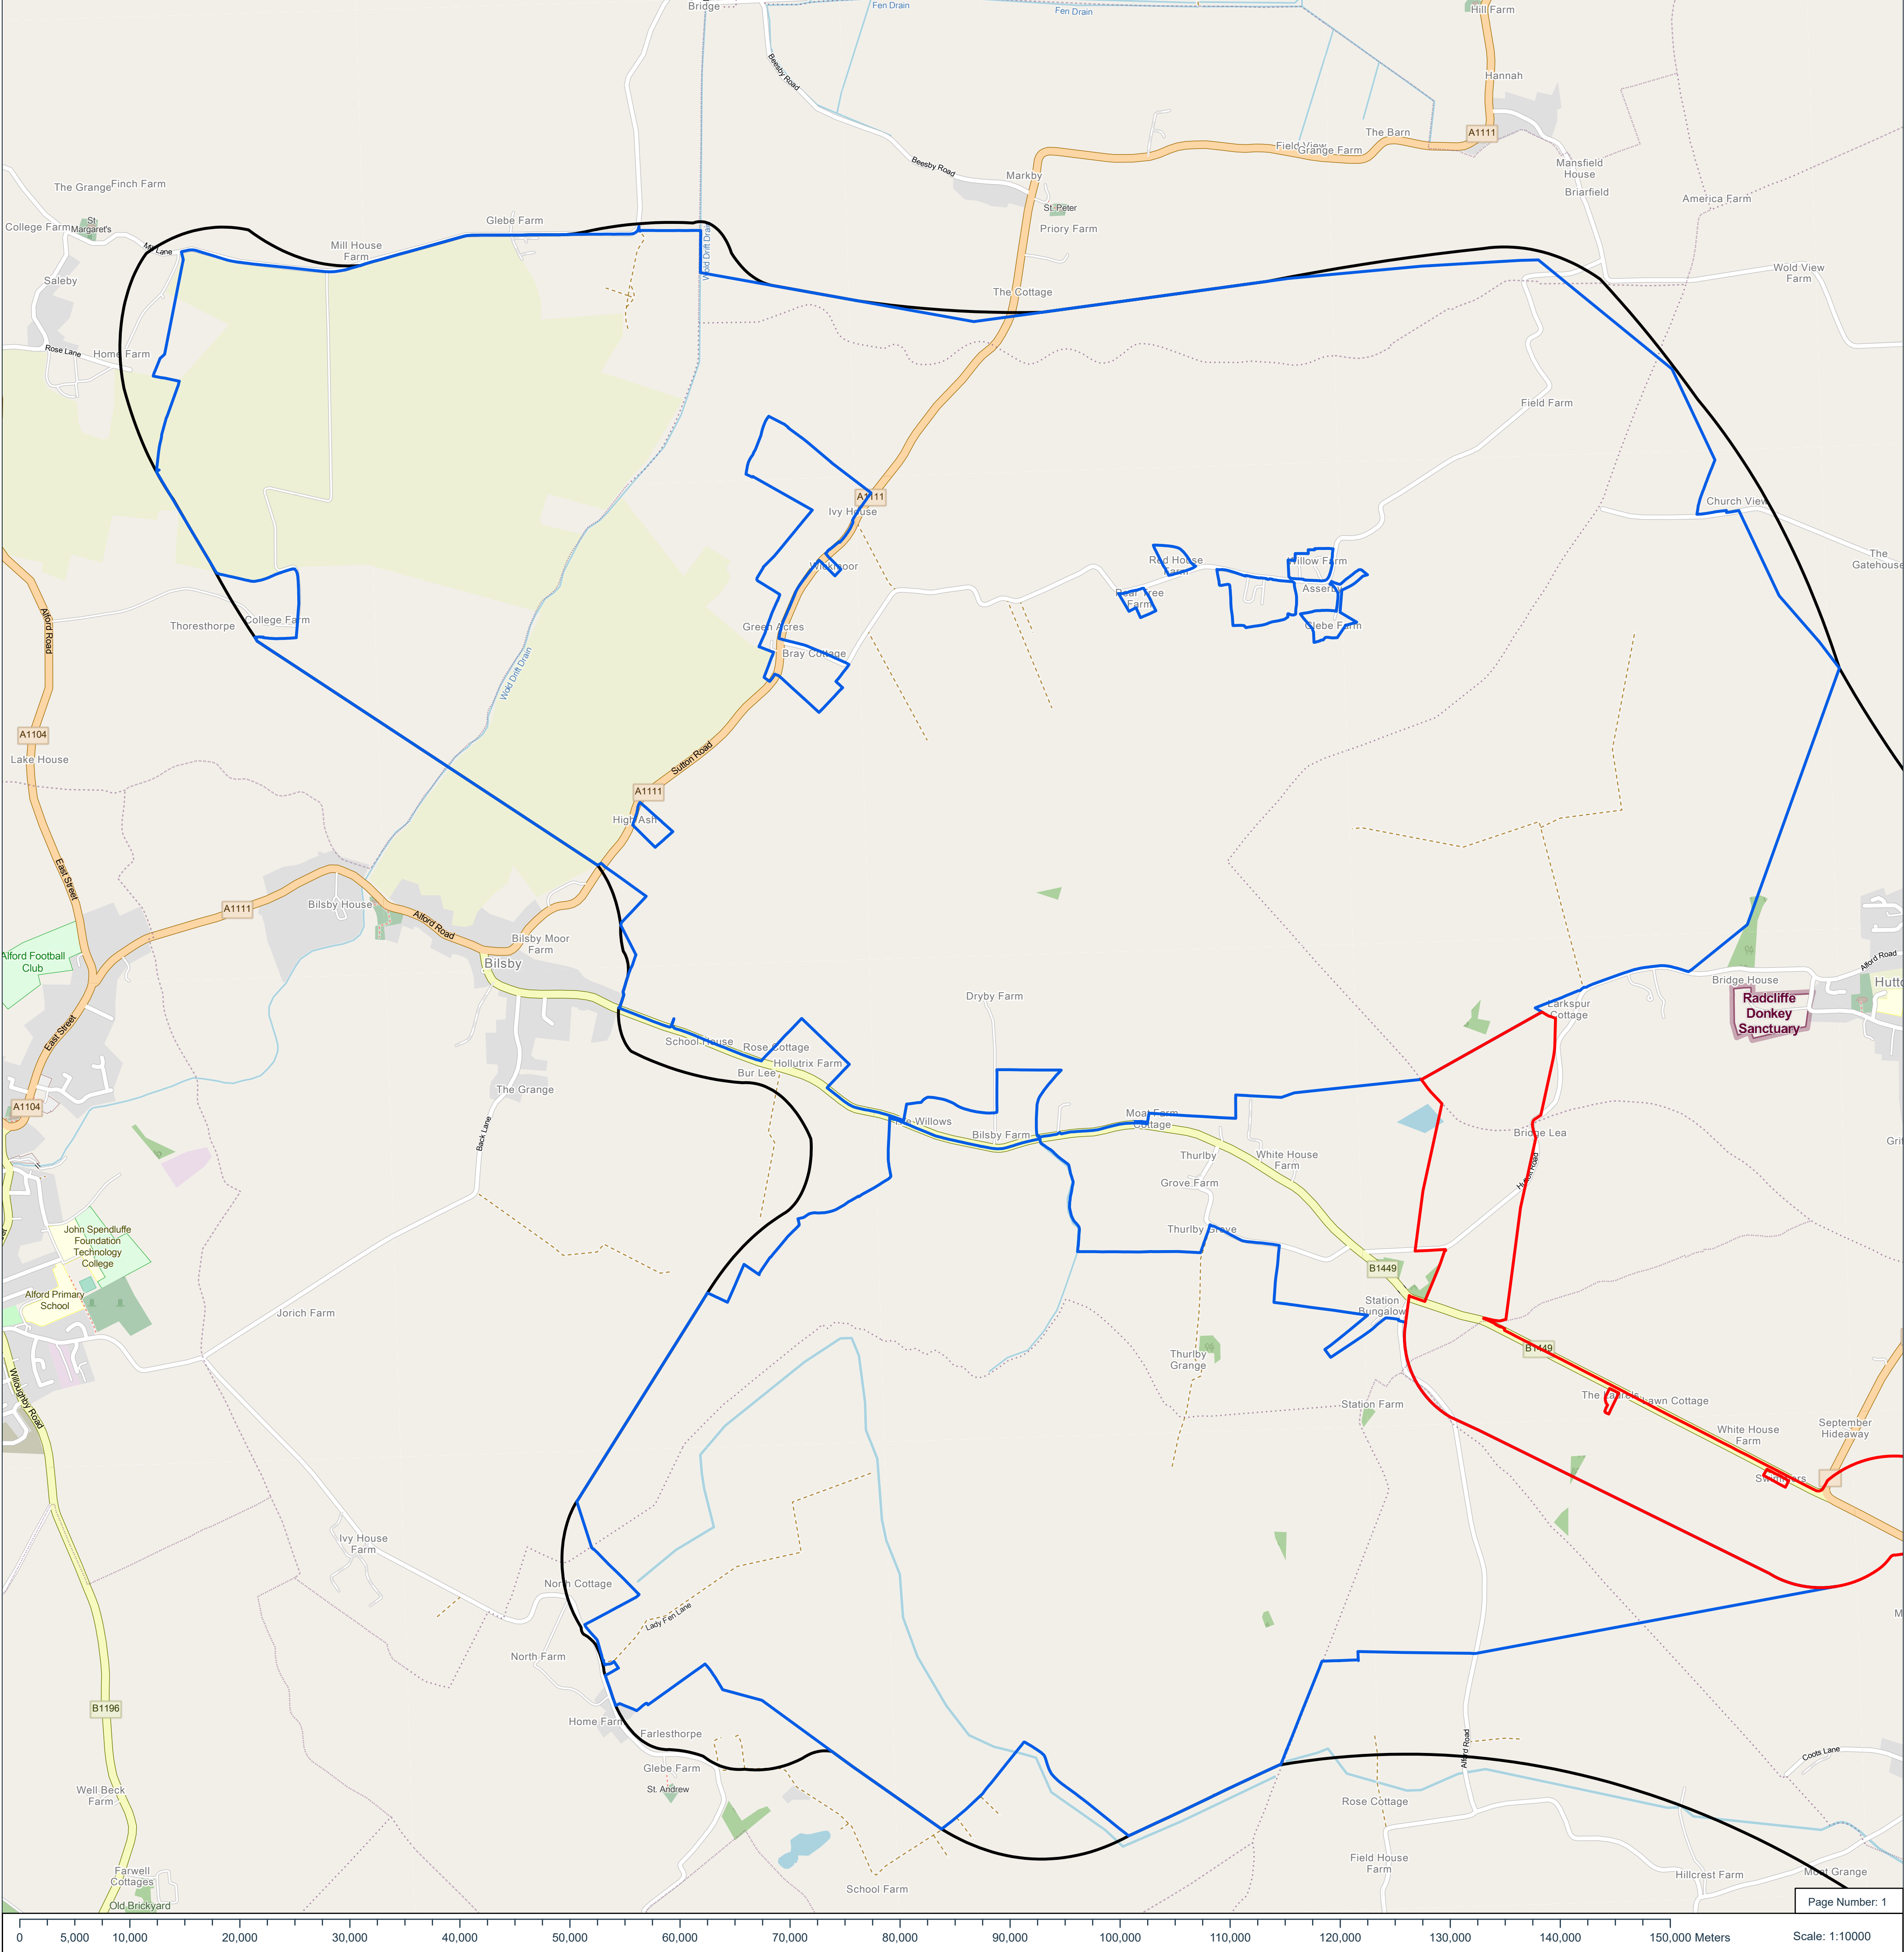 Bridge
Fen Drain
Fen Drain
Hill Farm
Beesby Road
Hannah
A1111
The Barn
Field View
Grange Farm
Mansfield
House
Briarfield
America Farm
Beesby Road
Markby
St. Peter
Priory Farm
The Grange
Finch Farm
College Farm
St.
Margaret's
Glebe Farm
Mill House
Farm
Saleby
Wold Drift Drain
The Cottage
Wold View
Farm
Rose Lane
Home Farm
Field Farm
A1111
Ivy House
Church View
The
Gatehouse
Wickmoor
Red House
Farm
Willow Farm
Pear Tree
Farm
Asserby
Glebe Farm
Alford Road
Thoresthorpe
College Farm
Green Acres
Bray Cottage
Wold Drift Drain
A1104
Lake House
Sutton Road
A1111
High Ash
East Street
A1111
Bilsby House
Alford Road
Bilsby Moor
Farm
Bilsby
Alford Football
Club
Alford Road
Bridge House
Hutto
Radcliffe
Donkey
Sanctuary
Dryby Farm
Larkspur
Cottage
East Street
School House
Rose Cottage
Hollutrix Farm
Bur Lee
The Grange
A1104
The Willows
Bilsby Farm
Moat Farm
Cottage
Back Lane
Bridge Lea
Thurlby
White House
Farm
Grove Farm
Thurlby Grove
John Spendluffe
Foundation
Technology
College
B1449
Alford Primary
School
Jorich Farm
Station
Bungalow
B1449
Thurlby
Grange
Willoughby Road
Station Farm
The Laurels
Lawn Cottage
White House
Farm
September
Hideaway
Swingers
Ivy House
Farm
North Cottage
Lady Fen Lane
North Farm
B1196
Home Farm
Farlesthorpe
Glebe Farm
St. Andrew
Alford Road
Coots Lane
Well Beck
Farm
Rose Cottage
Farwell
Cottages
Old Brickyard
School Farm
Field House
Farm
Hillcrest Farm
Moat Grange
Page Number: 1
0 5,000 10,000 20,000 30,000 40,000 50,000 60,000 70,000 80,000 90,000 100,000 110,000 120,000 130,000 140,000 150,000 Meters
Scale: 1:10000